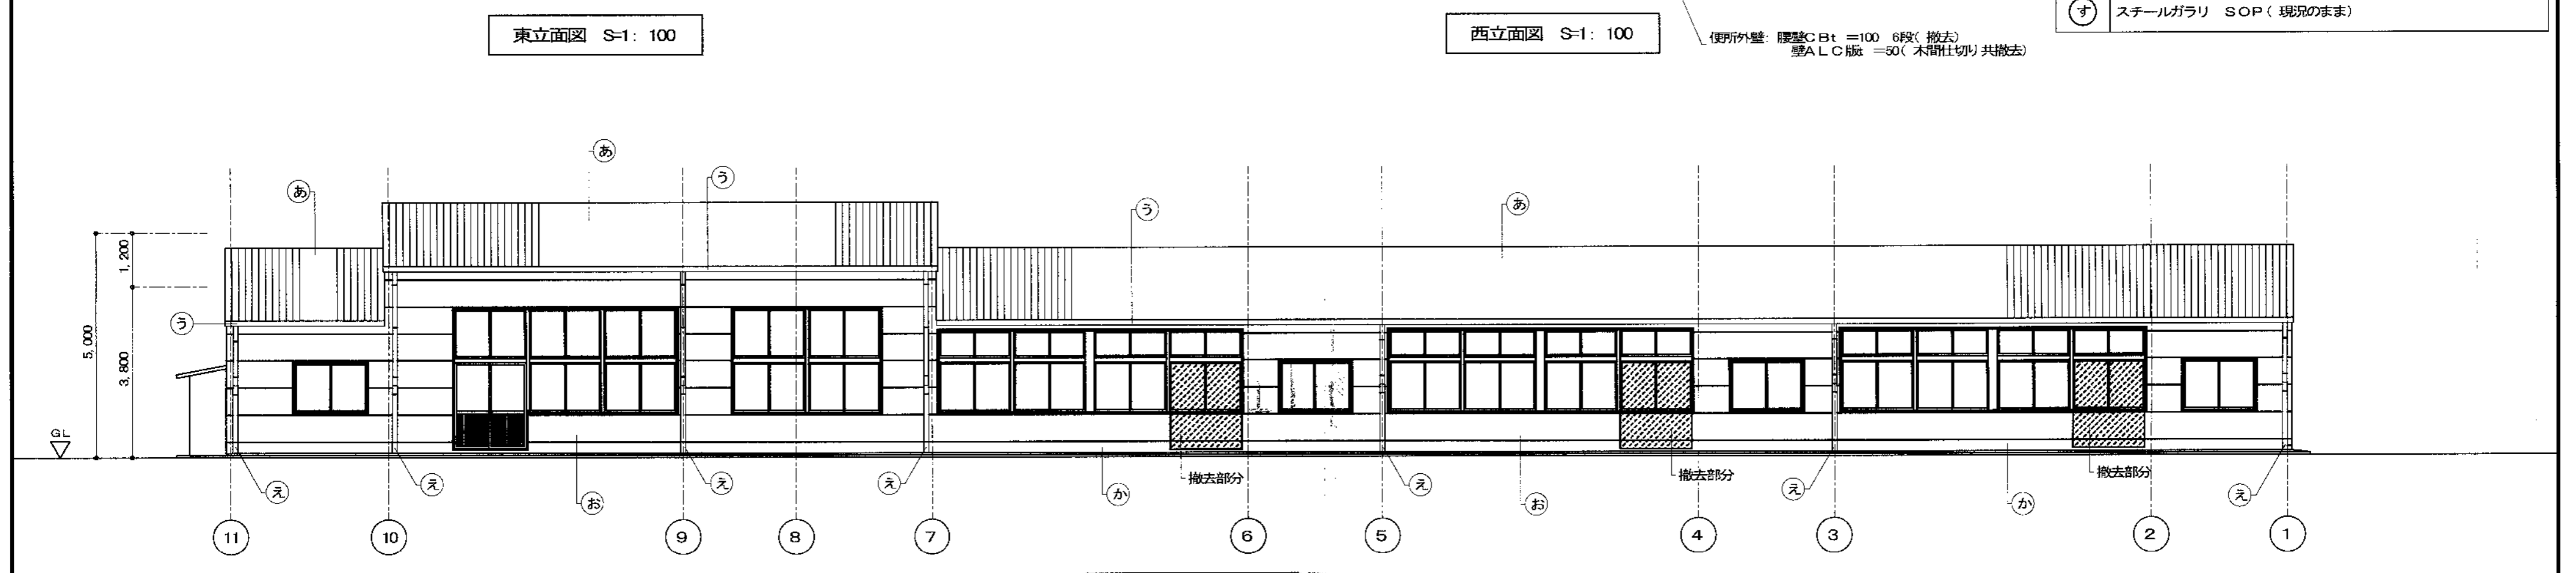 東立面図 S=1: 100
西立面図 S=1: 100
便所外壁: 腰壁CBt =100 6段( 撤去)
壁ALC版t =50( 木間仕切り共撤去)
す スチールガラリ SOP( 現況のまま)
あ
あ
う
う
あ
う
1,200
5,000
3,800
GL
撤去部分
撤去部分
撤去部分
え
え
お
え
え
か
え
お
え
か
え
11
10
9
8
7
6
5
4
3
2
1